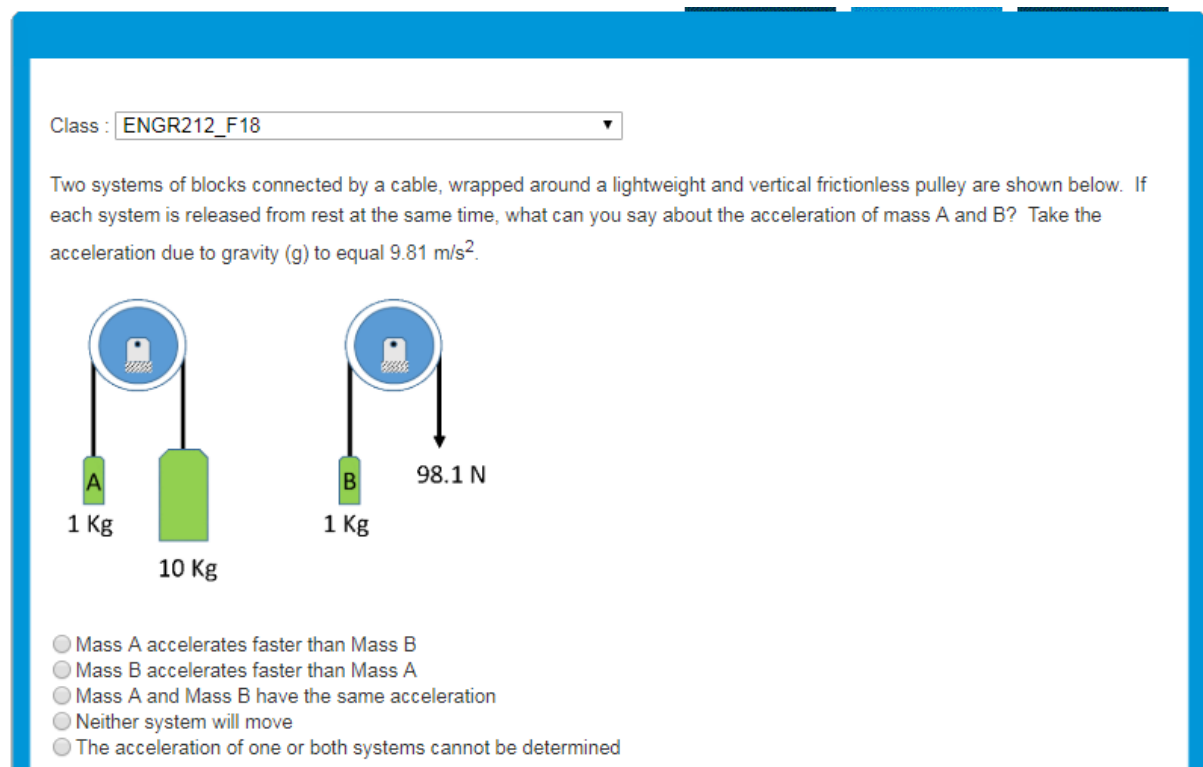 Class : ENGR212_F18
Two systems of blocks connected by a cable, wrapped around a lightweight and vertical frictionless pulley are shown below.  If
each system is released from rest at the same time, what can you say about the acceleration of mass A and B?  Take the
acceleration due to gravity (g) to equal 9.81 m/s².
A
B
98.1 N
1 Kg
1 Kg
10 Kg
Mass A accelerates faster than Mass B
Mass B accelerates faster than Mass A
Mass A and Mass B have the same acceleration
Neither system will move
The acceleration of one or both systems cannot be determined